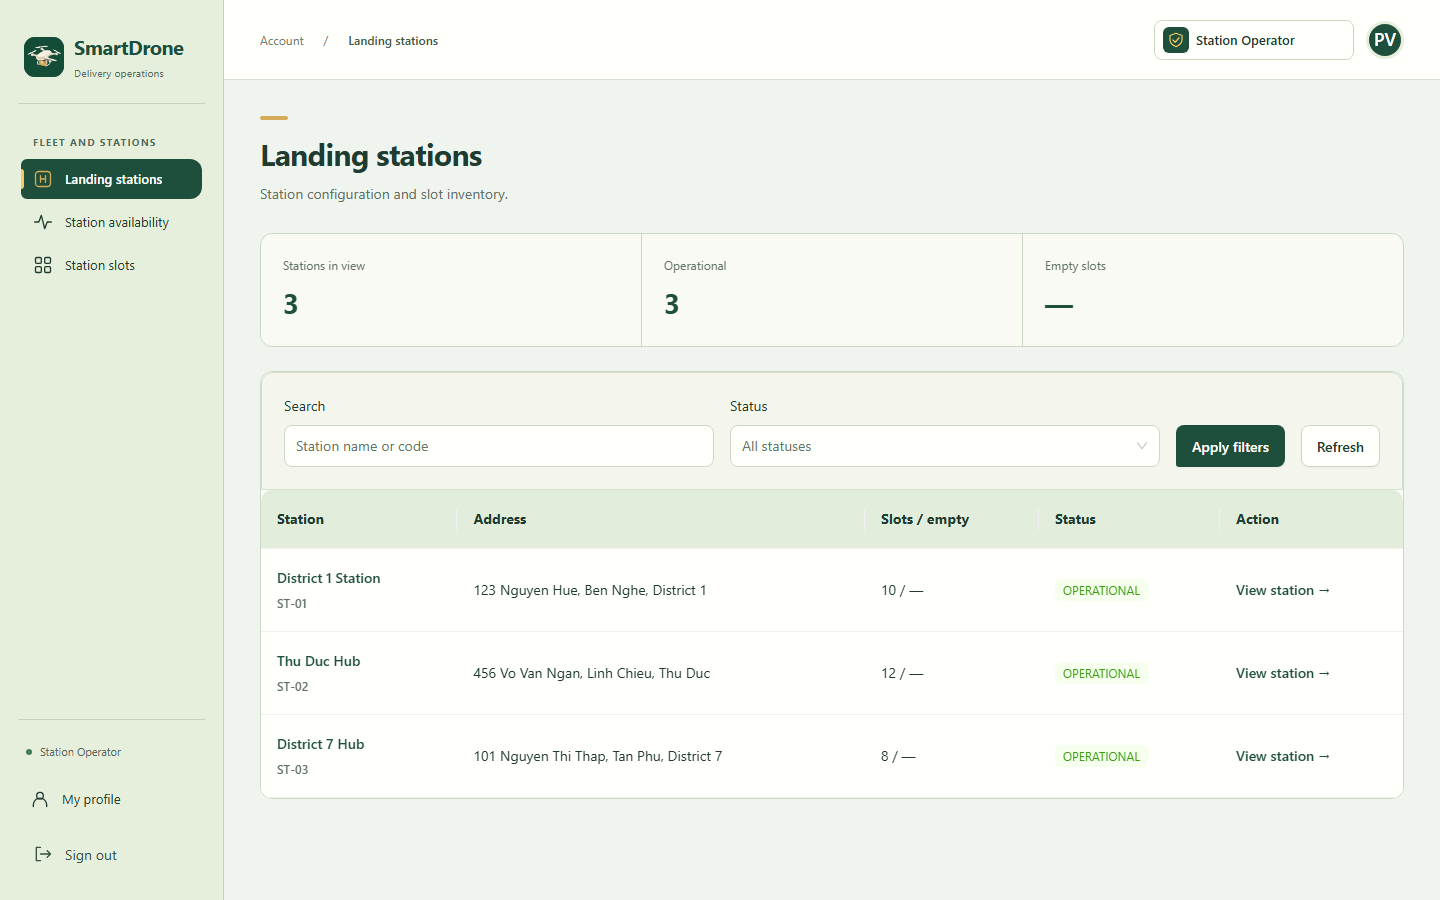 SmartDrone
Delivery operations
FLEET AND STATIONS
Landing stations
Station availability
Station slots
Station Operator
My profile
Sign out
Account / Landing stations
Station Operator
PV
Landing stations
Station configuration and slot inventory.
Stations in view
3
Operational
3
Empty slots
—
Search
Status
Station name or code
All statuses
Apply filters
Refresh
Station Address Slots / empty Status Action
District 1 Station
ST-01
123 Nguyen Hue, Ben Nghe, District 1
10 / —
OPERATIONAL
View station →
Thu Duc Hub
ST-02
456 Vo Van Ngan, Linh Chieu, Thu Duc
12 / —
OPERATIONAL
View station →
District 7 Hub
ST-03
101 Nguyen Thi Thap, Tan Phu, District 7
8 / —
OPERATIONAL
View station →